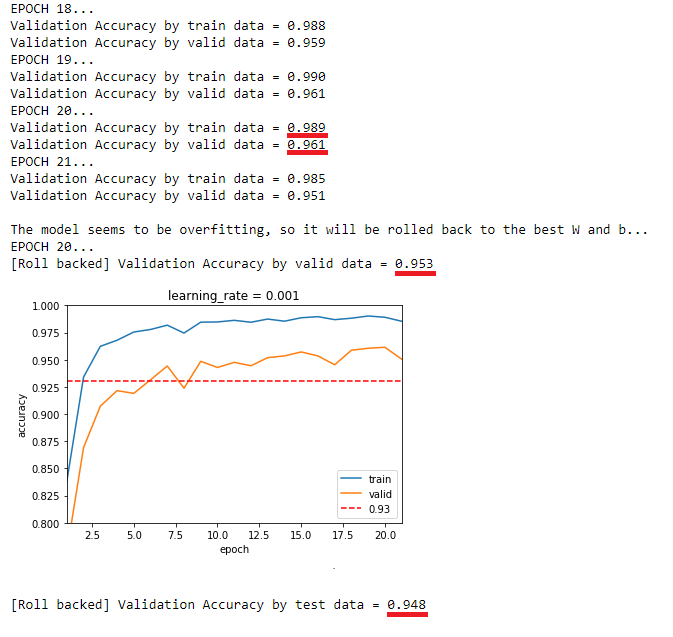 EPOCH 18...
Validation Accuracy by train data = 0.988
Validation Accuracy by valid data = 0.959
EPOCH 19...
Validation Accuracy by train data = 0.990
Validation Accuracy by valid data = 0.961
EPOCH 20...
Validation Accuracy by train data = 0.989
Validation Accuracy by valid data = 0.961
EPOCH 21...
Validation Accuracy by train data = 0.985
Validation Accuracy by valid data = 0.951
The model seems to be overfitting, so it will be rolled back to the best W and b...
EPOCH 20...
[Roll backed] Validation Accuracy by valid data = 0.953
learning_rate = 0.001
1.000
0.975
0.950
0.925
0.900
0.875
0.850
0.825
0.800
accuracy
train
valid
0.93
2.5 5.0 7.5 10.0 12.5 15.0 17.5 20.0
epoch
[Roll backed] Validation Accuracy by test data = 0.948